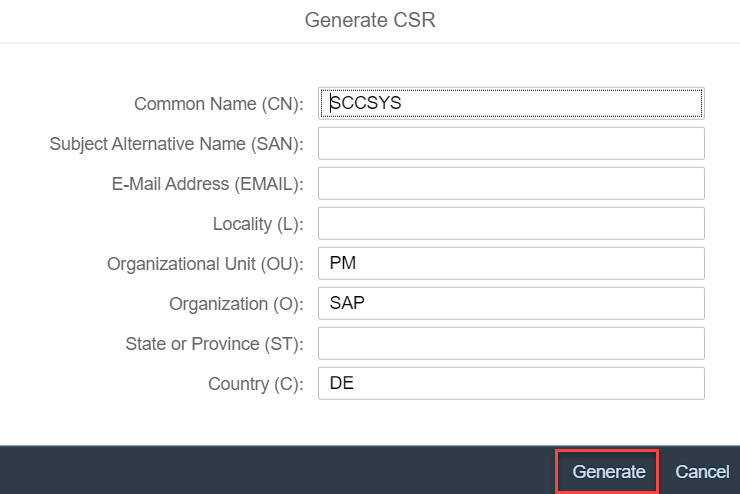 Generate CSR
Common Name (CN): SCCSYS
Subject Alternative Name (SAN):
E-Mail Address (EMAIL):
Locality (L):
Organizational Unit (OU): PM
Organization (O): SAP
State or Province (ST):
Country (C): DE
Generate Cancel